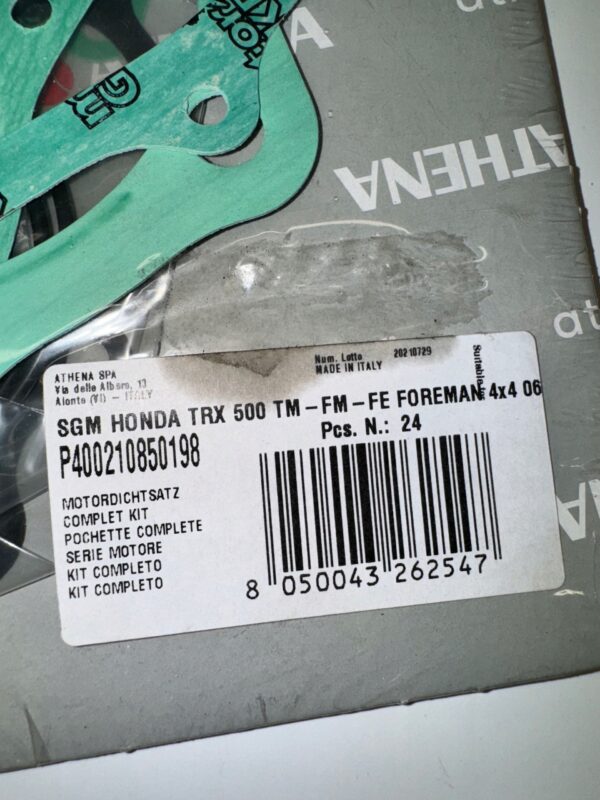 ATHENA
at
ATHENA SPA
Via delle Albere, 13
Alonte (VI) - ITALY
Num. Lotto 20210729
MADE IN ITALY
SGM HONDA TRX 500 TM-FM-FE FOREMAN 4x4 06
P400210850198
Pcs. N.: 24
MOTORDICHTSATZ
COMPLET KIT
POCHETTE COMPLETE
SERIE MOTORE
KIT COMPLETO
KIT COMPLETO
8 050043 262547